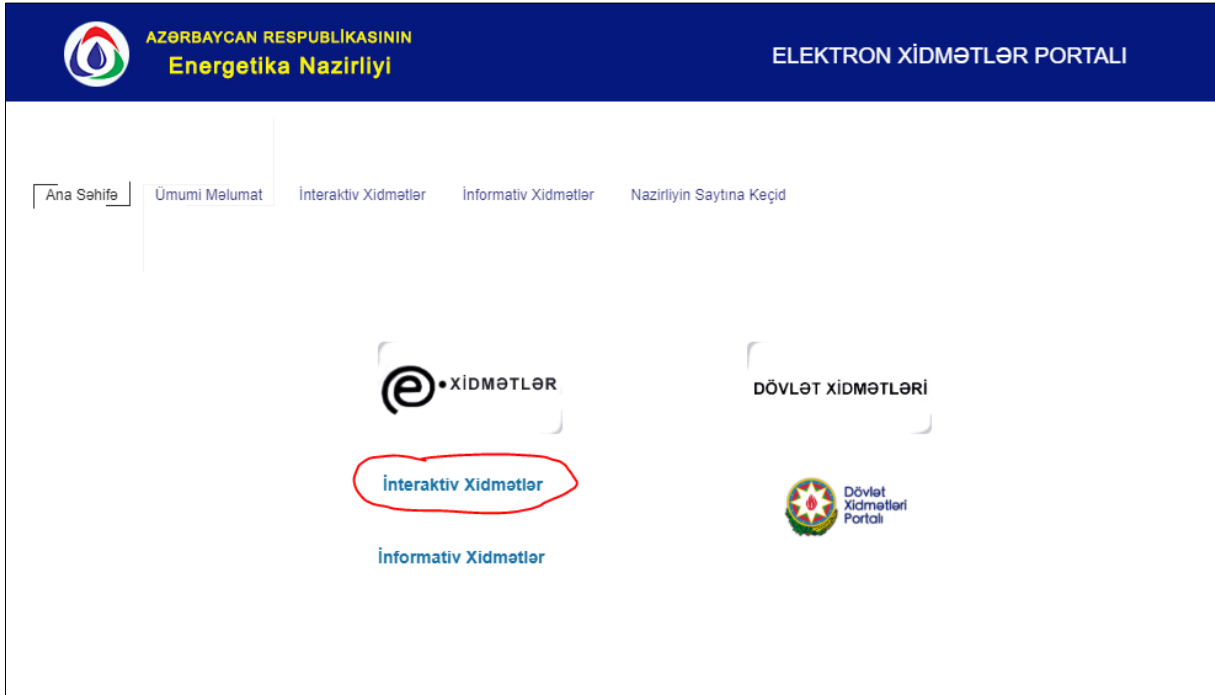 AZƏRBAYCAN RESPUBLİKASININ
Energetika Nazirliyi
ELEKTRON XİDMƏTLƏR PORTALI
Ana Səhifə Ümumi Məlumat İnteraktiv Xidmətlər İnformativ Xidmətlər Nazirliyin Saytına Keçid
e•XİDMƏTLƏR
DÖVLƏT XİDMƏTLƏRİ
İnteraktiv Xidmətlər
Dövlət
Xidmətləri
Portalı
İnformativ Xidmətlər